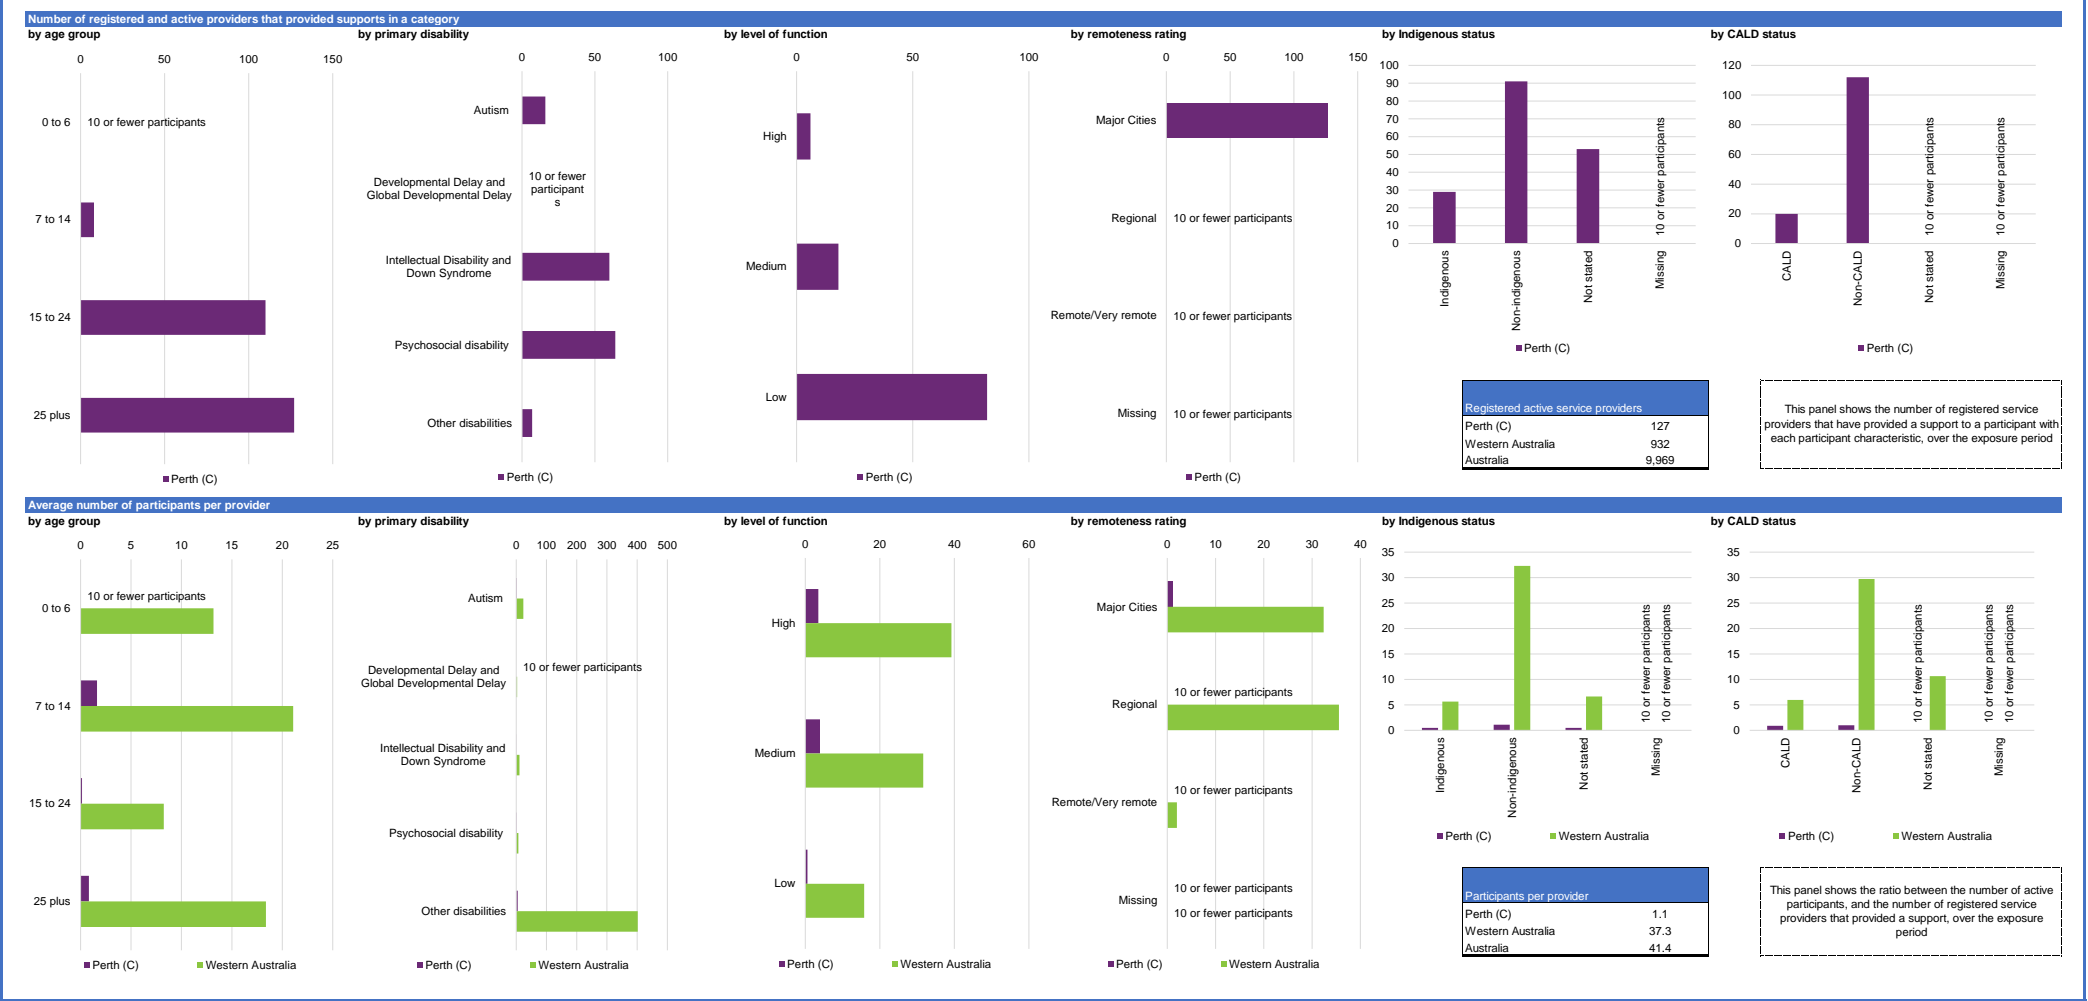 Number of registered and active providers that provided supports in a category
by age group
0 50 100 150
0 to 6
10 or fewer participants
7 to 14
15 to 24
25 plus
Perth (C)
by primary disability
0 50 100
Autism
Developmental Delay and
Global Developmental Delay
10 or fewer
participant
s
Intellectual Disability and
Down Syndrome
Psychosocial disability
Other disabilities
Perth (C)
by level of function
0 50 100
High
Medium
Low
Perth (C)
by remoteness rating
0 50 100 150
Major Cities
Regional
10 or fewer participants
Remote/Very remote
10 or fewer participants
Missing
10 or fewer participants
Perth (C)
by Indigenous status
100
90
80
70
60
50
40
30
20
10
0
10 or fewer participants
Indigenous
Non-indigenous
Not stated
Missing
Perth (C)
by CALD status
120
100
80
60
40
20
0
10 or fewer participants
10 or fewer participants
CALD
Non-CALD
Not stated
Missing
Perth (C)
Registered active service providers
Perth (C) 127
Western Australia 932
Australia 9,969
This panel shows the number of registered service
providers that have provided a support to a participant with
each participant characteristic, over the exposure period
Average number of participants per provider
by age group
0 5 10 15 20 25
0 to 6
10 or fewer participants
7 to 14
15 to 24
25 plus
Perth (C) Western Australia
by primary disability
0 100 200 300 400 500
Autism
Developmental Delay and
Global Developmental Delay
10 or fewer participants
Intellectual Disability and
Down Syndrome
Psychosocial disability
Other disabilities
Perth (C) Western Australia
by level of function
0 20 40 60
High
Medium
Low
Perth (C) Western Australia
by remoteness rating
0 10 20 30 40
Major Cities
Regional
10 or fewer participants
Remote/Very remote
10 or fewer participants
Missing
10 or fewer participants
10 or fewer participants
Perth (C) Western Australia
by Indigenous status
35
30
25
20
15
10
5
0
10 or fewer participants
10 or fewer participants
Indigenous
Non-indigenous
Not stated
Missing
Perth (C) Western Australia
by CALD status
35
30
25
20
15
10
5
0
10 or fewer participants
10 or fewer participants
10 or fewer participants
CALD
Non-CALD
Not stated
Missing
Perth (C) Western Australia
Participants per provider
Perth (C) 1.1
Western Australia 37.3
Australia 41.4
This panel shows the ratio between the number of active
participants, and the number of registered service
providers that provided a support, over the exposure
period